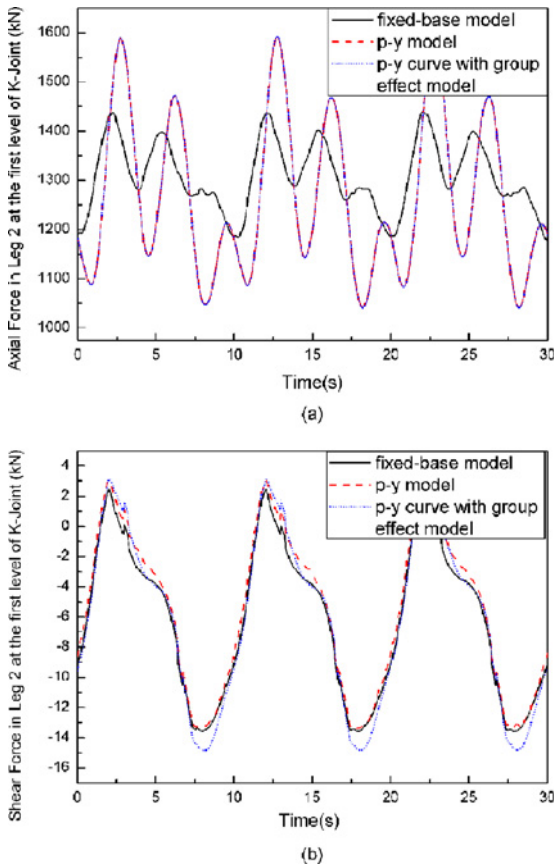 Axial Force in Leg 2 at the first level of K-Joint (kN)
1600
1500
1400
1300
1200
1100
1000
fixed-base model
p-y model
p-y curve with group
effect model
0 5 10 15 20 25 30
Time(s)
(a)
Shear Force in Leg 2 at the first level of K-Joint (kN)
4
2
0
-2
-4
-6
-8
-10
-12
-14
-16
fixed-base model
p-y model
p-y curve with group
effect model
0 5 10 15 20 25 30
Time(s)
(b)